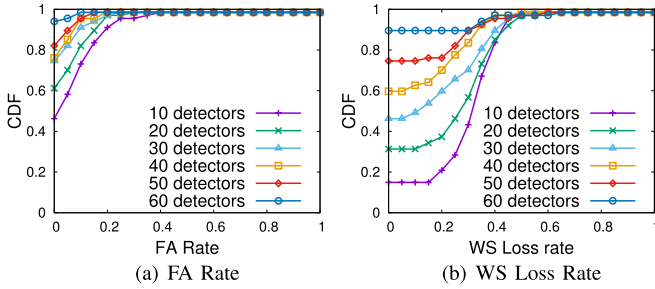 1
0.8
0.6
0.4
0.2
0
CDF
10 detectors
20 detectors
30 detectors
40 detectors
50 detectors
60 detectors
0 0.2 0.4 0.6 0.8 1
FA Rate
(a) FA Rate
1
0.8
0.6
0.4
0.2
0
CDF
10 detectors
20 detectors
30 detectors
40 detectors
50 detectors
60 detectors
0 0.2 0.4 0.6 0.8 1
WS Loss rate
(b) WS Loss Rate